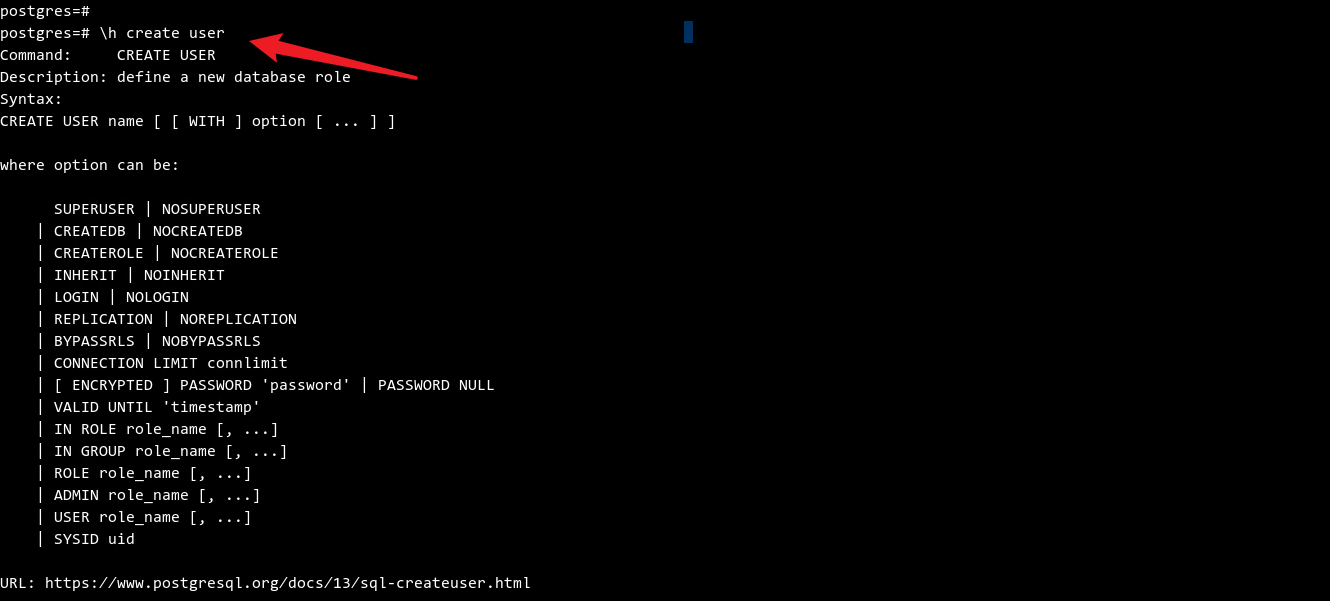 postgres=#
postgres=# \h create user
Command:     CREATE USER
Description: define a new database role
Syntax:
CREATE USER name [ [ WITH ] option [ ... ] ]

where option can be:

      SUPERUSER | NOSUPERUSER
    | CREATEDB | NOCREATEDB
    | CREATEROLE | NOCREATEROLE
    | INHERIT | NOINHERIT
    | LOGIN | NOLOGIN
    | REPLICATION | NOREPLICATION
    | BYPASSRLS | NOBYPASSRLS
    | CONNECTION LIMIT connlimit
    | [ ENCRYPTED ] PASSWORD 'password' | PASSWORD NULL
    | VALID UNTIL 'timestamp'
    | IN ROLE role_name [, ...]
    | IN GROUP role_name [, ...]
    | ROLE role_name [, ...]
    | ADMIN role_name [, ...]
    | USER role_name [, ...]
    | SYSID uid

URL: https://www.postgresql.org/docs/13/sql-createuser.html